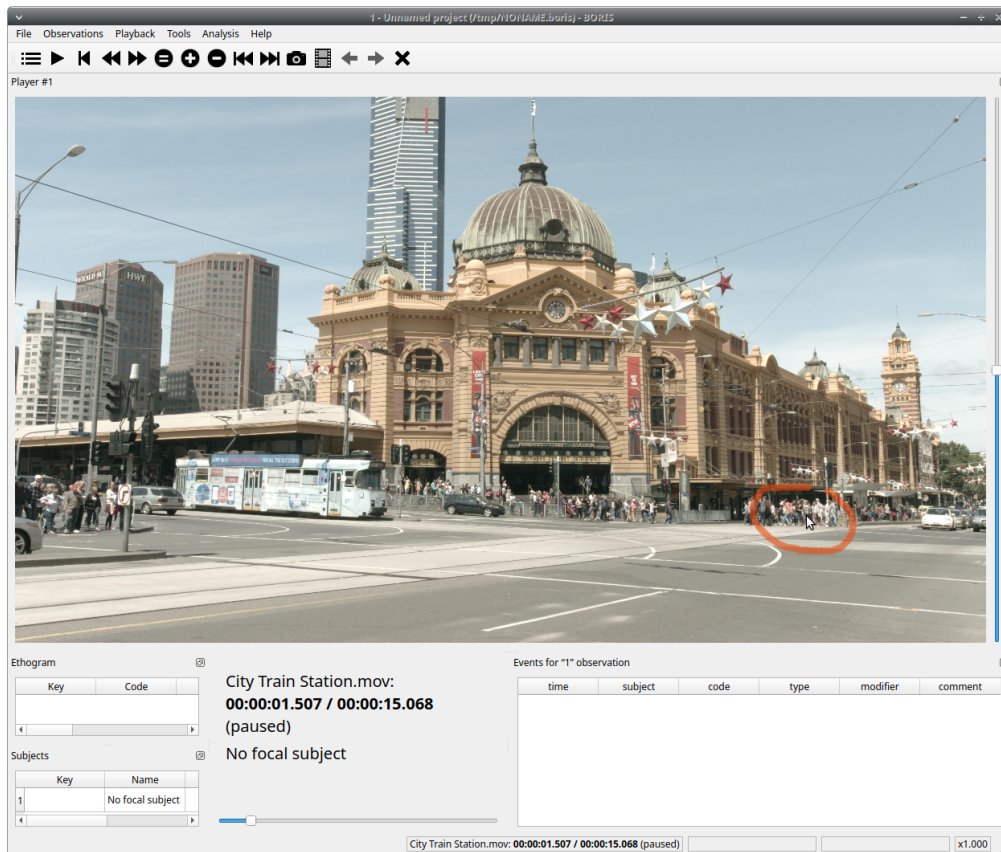 1 - Unnamed project (/tmp/NONAME.boris) - BORIS
File Observations Playback Tools Analysis Help
Player #1
HWT
Ethogram
Key Code
Subjects
Key Name
1 No focal subject
City Train Station.mov:
00:00:01.507 / 00:00:15.068
(paused)
No focal subject
Events for "1" observation
time subject code type modifier comment
City Train Station.mov: 00:00:01.507 / 00:00:15.068 (paused)
x1.000